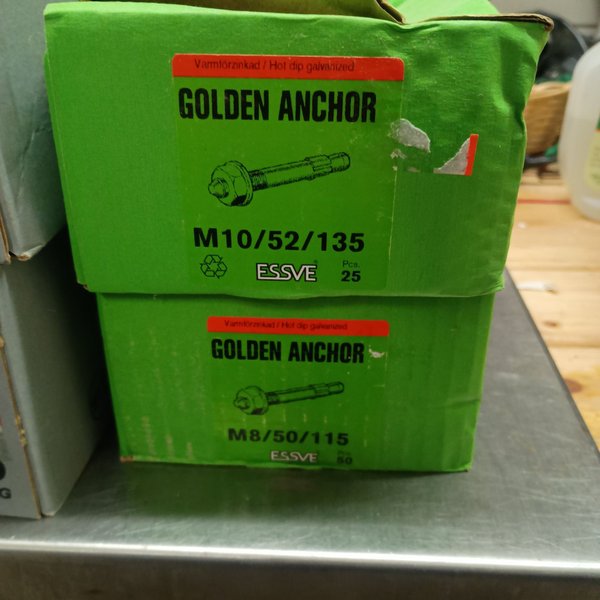 Varmförzinkad / Hot dip galvanized
GOLDEN ANCHOR
M10/52/135
ESSVE
Pcs.
25
Varmförzinkad / Hot dip galvanized
GOLDEN ANCHOR
M8/50/115
ESSVE
Pcs.
50
G